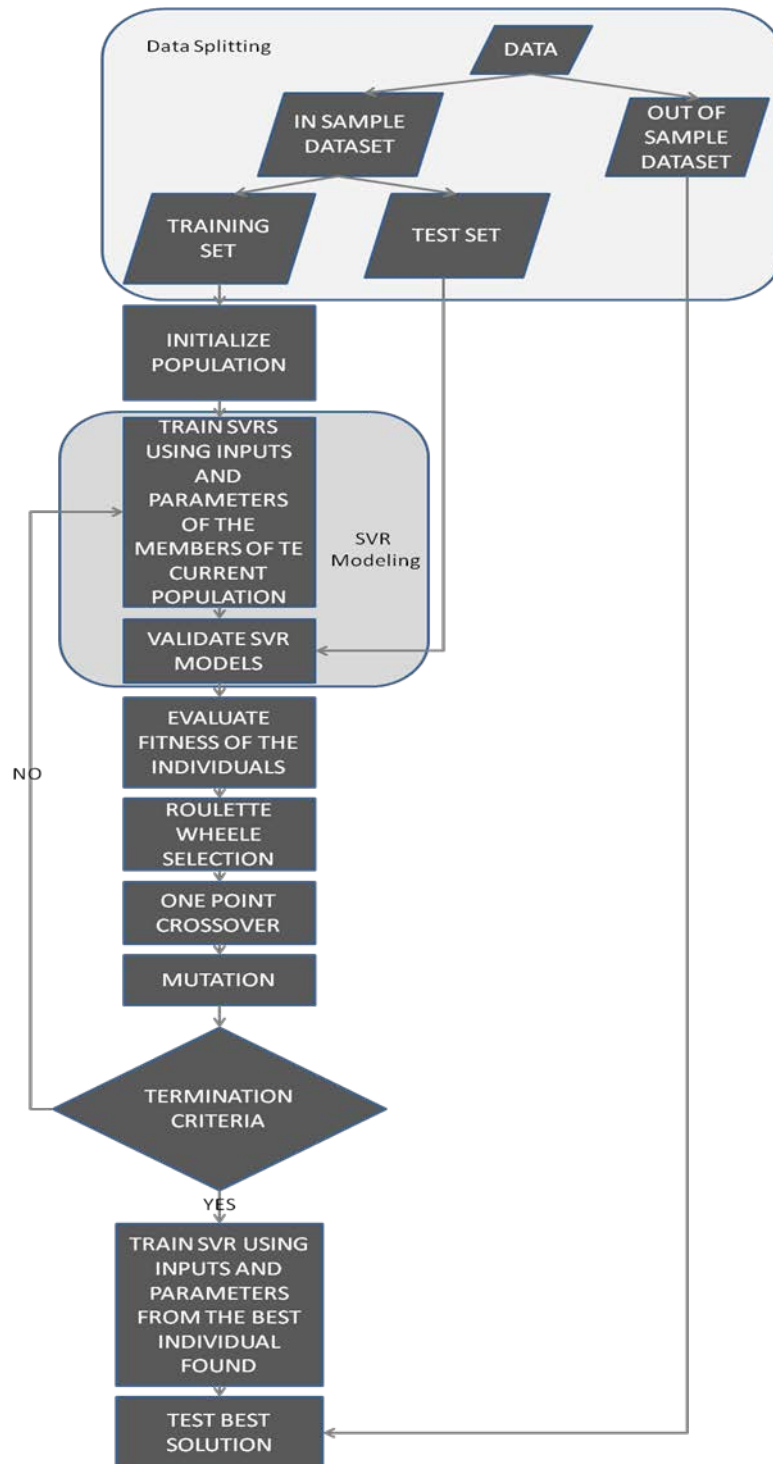 Data Splitting
DATA
IN SAMPLE
DATASET
OUT OF
SAMPLE
DATASET
TRAINING
SET
TEST SET
INITIALIZE
POPULATION
TRAIN SVRS
USING INPUTS
AND
PARAMETERS
OF THE
MEMBERS OF TE
CURRENT
POPULATION
SVR
Modeling
VALIDATE SVR
MODELS
EVALUATE
FITNESS OF THE
INDIVIDUALS
NO
ROULETTE
WHEELE
SELECTION
ONE POINT
CROSSOVER
MUTATION
TERMINATION
CRITERIA
YES
TRAIN SVR USING
INPUTS AND
PARAMETERS
FROM THE BEST
INDIVIDUAL
FOUND
TEST BEST
SOLUTION